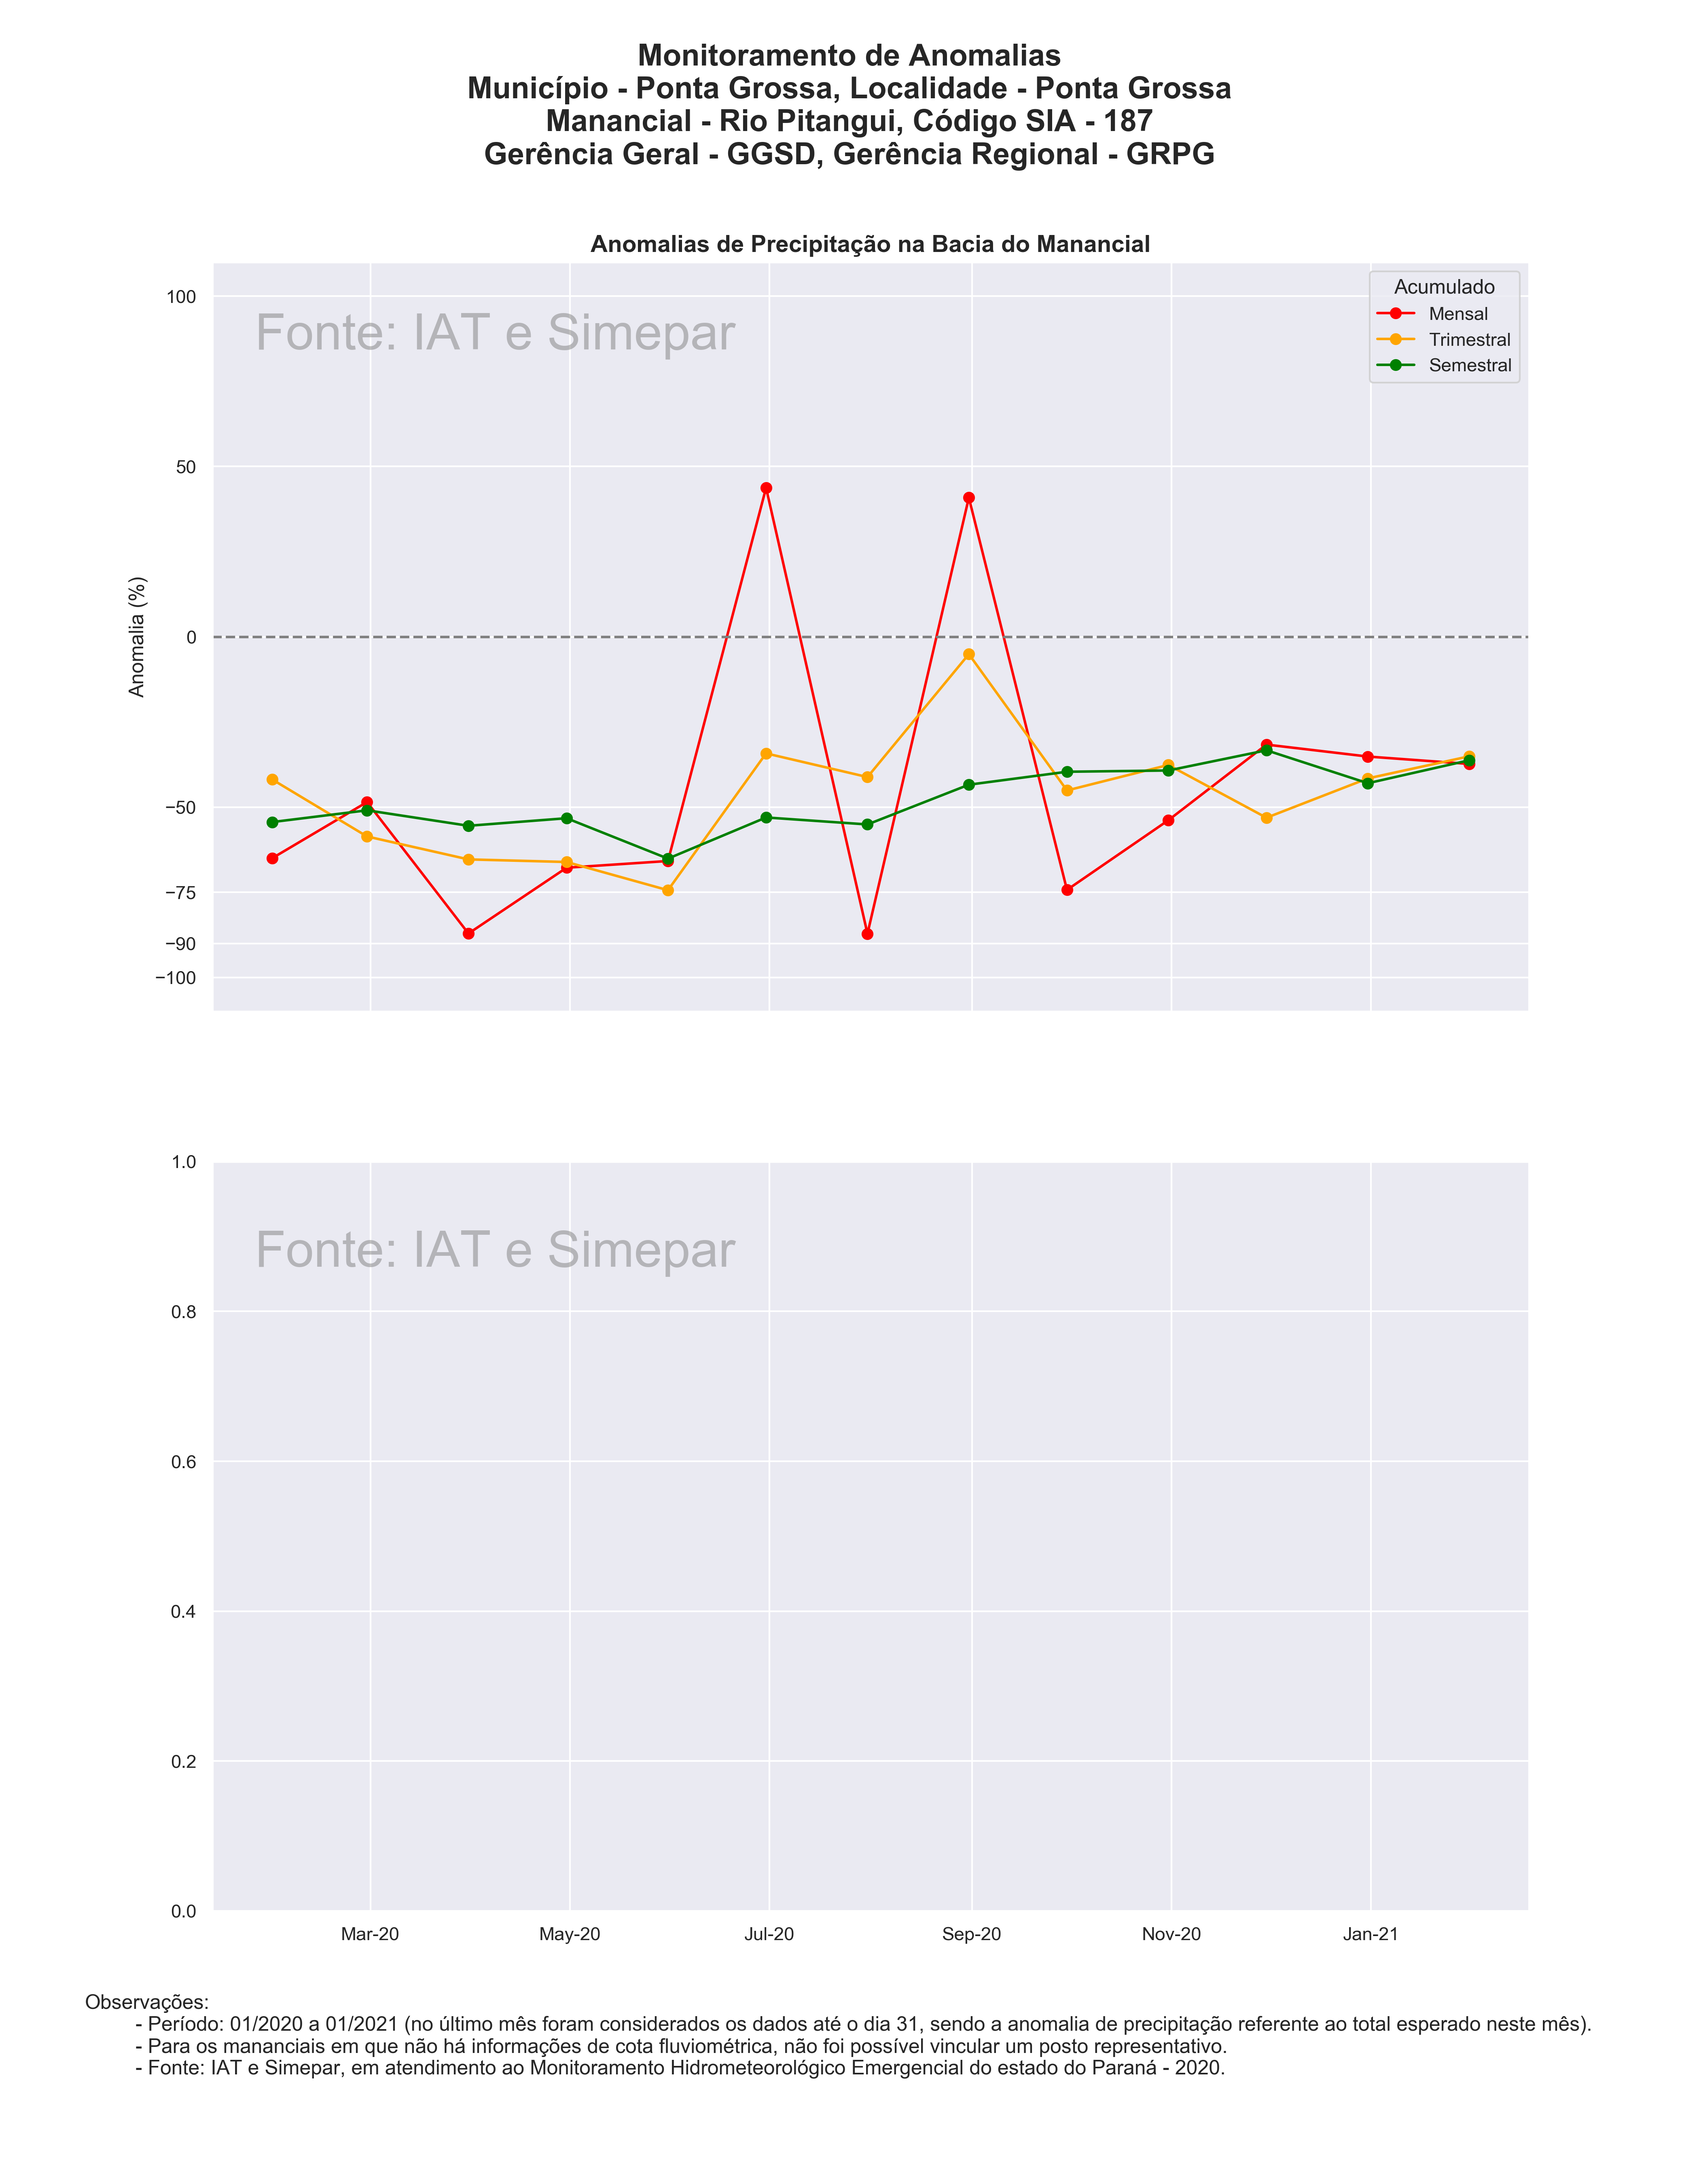 Monitoramento de Anomalias
Município - Ponta Grossa, Localidade - Ponta Grossa
Manancial - Rio Pitangui, Código SIA - 187
Gerência Geral - GGSD, Gerência Regional - GRPG
Anomalias de Precipitação na Bacia do Manancial
Fonte: IAT e Simepar
Acumulado
Mensal
Trimestral
Semestral
Anomalia (%)
100
50
0
−50
−75
−90
−100
Fonte: IAT e Simepar
1.0
0.8
0.6
0.4
0.2
0.0
Mar-20 May-20 Jul-20 Sep-20 Nov-20 Jan-21
Observações:
- Período: 01/2020 a 01/2021 (no último mês foram considerados os dados até o dia 31, sendo a anomalia de precipitação referente ao total esperado neste mês).
- Para os mananciais em que não há informações de cota fluviométrica, não foi possível vincular um posto representativo.
- Fonte: IAT e Simepar, em atendimento ao Monitoramento Hidrometeorológico Emergencial do estado do Paraná - 2020.